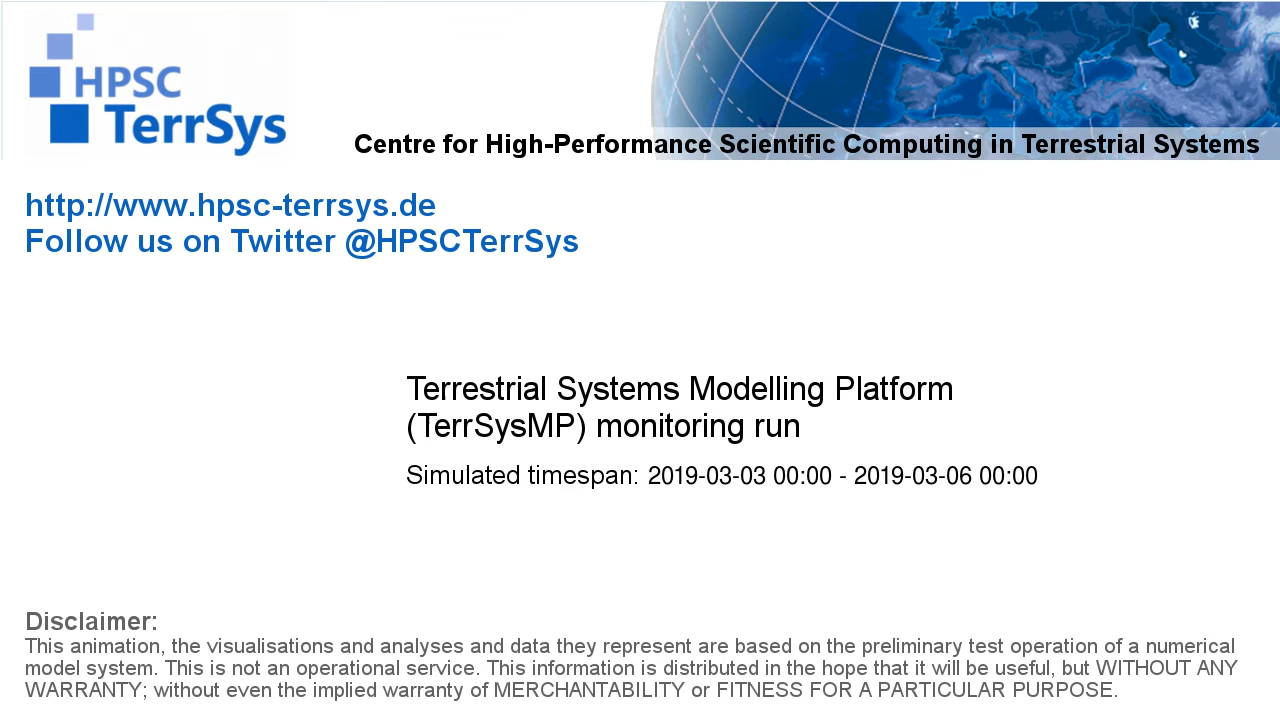 HPSC
TerrSys
Centre for High-Performance Scientific Computing in Terrestrial Systems
http://www.hpsc-terrsys.de
Follow us on Twitter @HPSCTerrSys
Terrestrial Systems Modelling Platform
(TerrSysMP) monitoring run
Simulated timespan: 2019-03-03 00:00 - 2019-03-06 00:00
Disclaimer:
This animation, the visualisations and analyses and data they represent are based on the preliminary test operation of a numerical
model system. This is not an operational service. This information is distributed in the hope that it will be useful, but WITHOUT ANY
WARRANTY; without even the implied warranty of MERCHANTABILITY or FITNESS FOR A PARTICULAR PURPOSE.